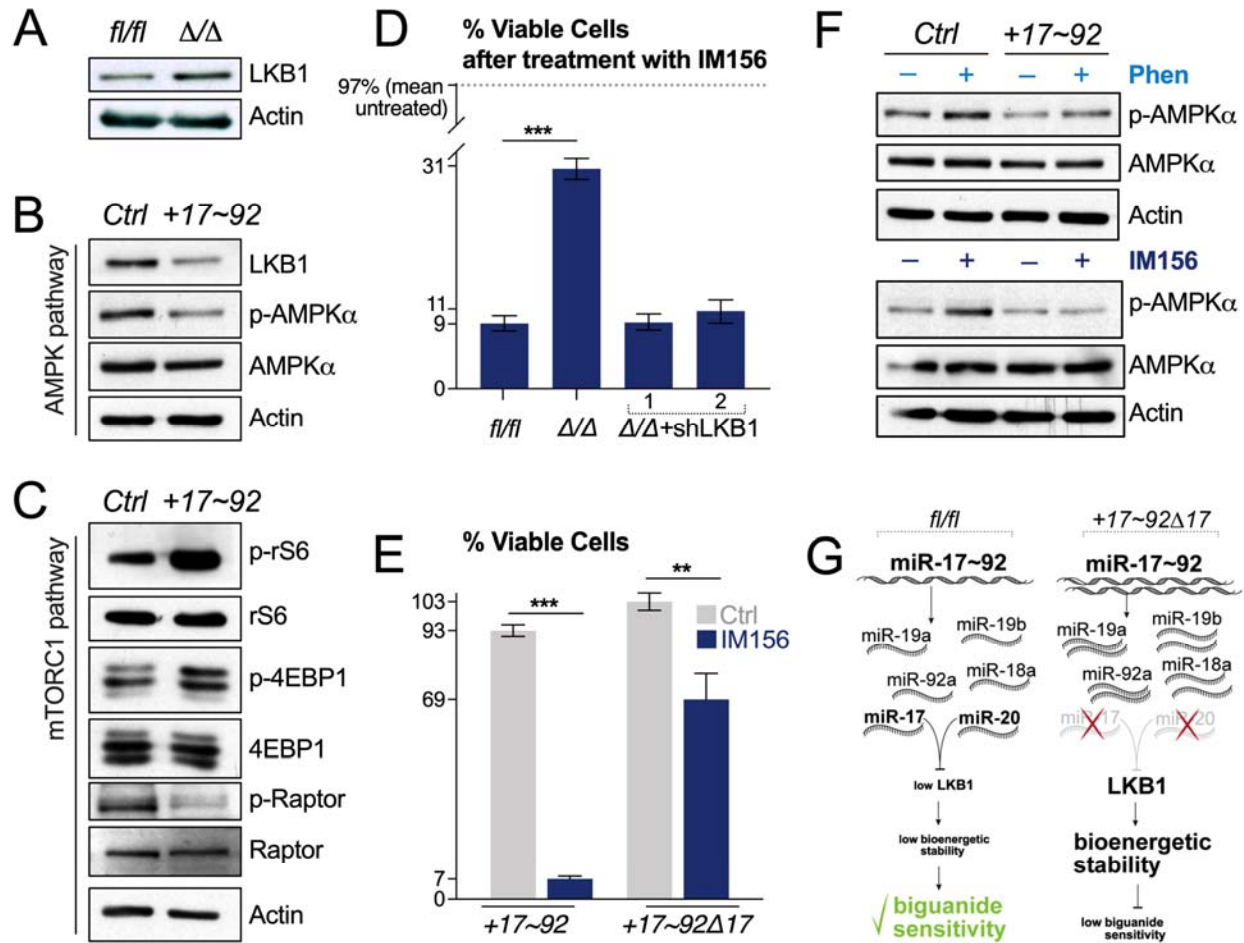 A
fl/fl Δ/Δ
LKB1
Actin
B
Ctrl +17~92
AMPK pathway
LKB1
p-AMPKα
AMPKα
Actin
C
Ctrl +17~92
mTORC1 pathway
p-rS6
rS6
p-4EBP1
4EBP1
p-Raptor
Raptor
Actin
D
% Viable Cells
after treatment with IM156
97% (mean
untreated)
***
31
11
9
0
1 2
fl/fl Δ/Δ Δ/Δ+shLKB1
E
% Viable Cells
*** **
Ctrl
IM156
103
93
69
7
0
+17~92 +17~92Δ17
F
Ctrl +17~92
– + – + Phen
p-AMPKα
AMPKα
Actin
– + – + IM156
p-AMPKα
AMPKα
Actin
G
fl/fl
miR-17~92
miR-19a miR-19b
miR-92a miR-18a
miR-17 miR-20
low LKB1
low bioenergetic
stability
√ biguanide
sensitivity
+17~92Δ17
miR-17~92
miR-19a miR-19b
miR-92a miR-18a
miR-17 miR-20
LKB1
bioenergetic
stability
low biguanide
sensitivity